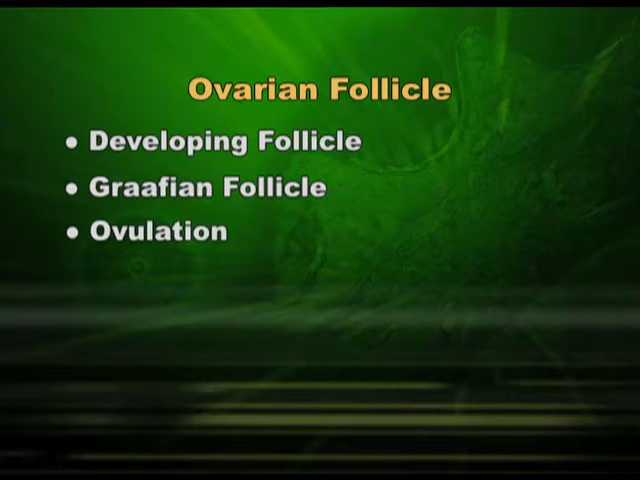 Ovarian Follicle
• Developing Follicle
• Graafian Follicle
• Ovulation